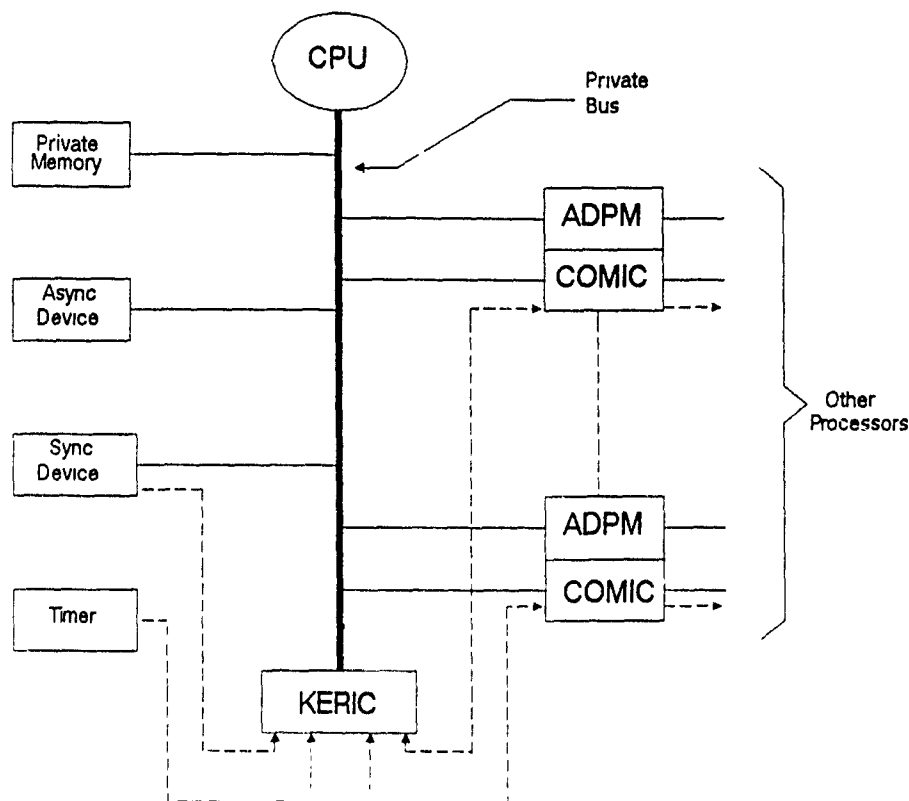 CPU
Private
Bus
Private
Memory
ADPM
COMIC
Async
Device
Other
Processors
Sync
Device
ADPM
COMIC
Timer
KERIC